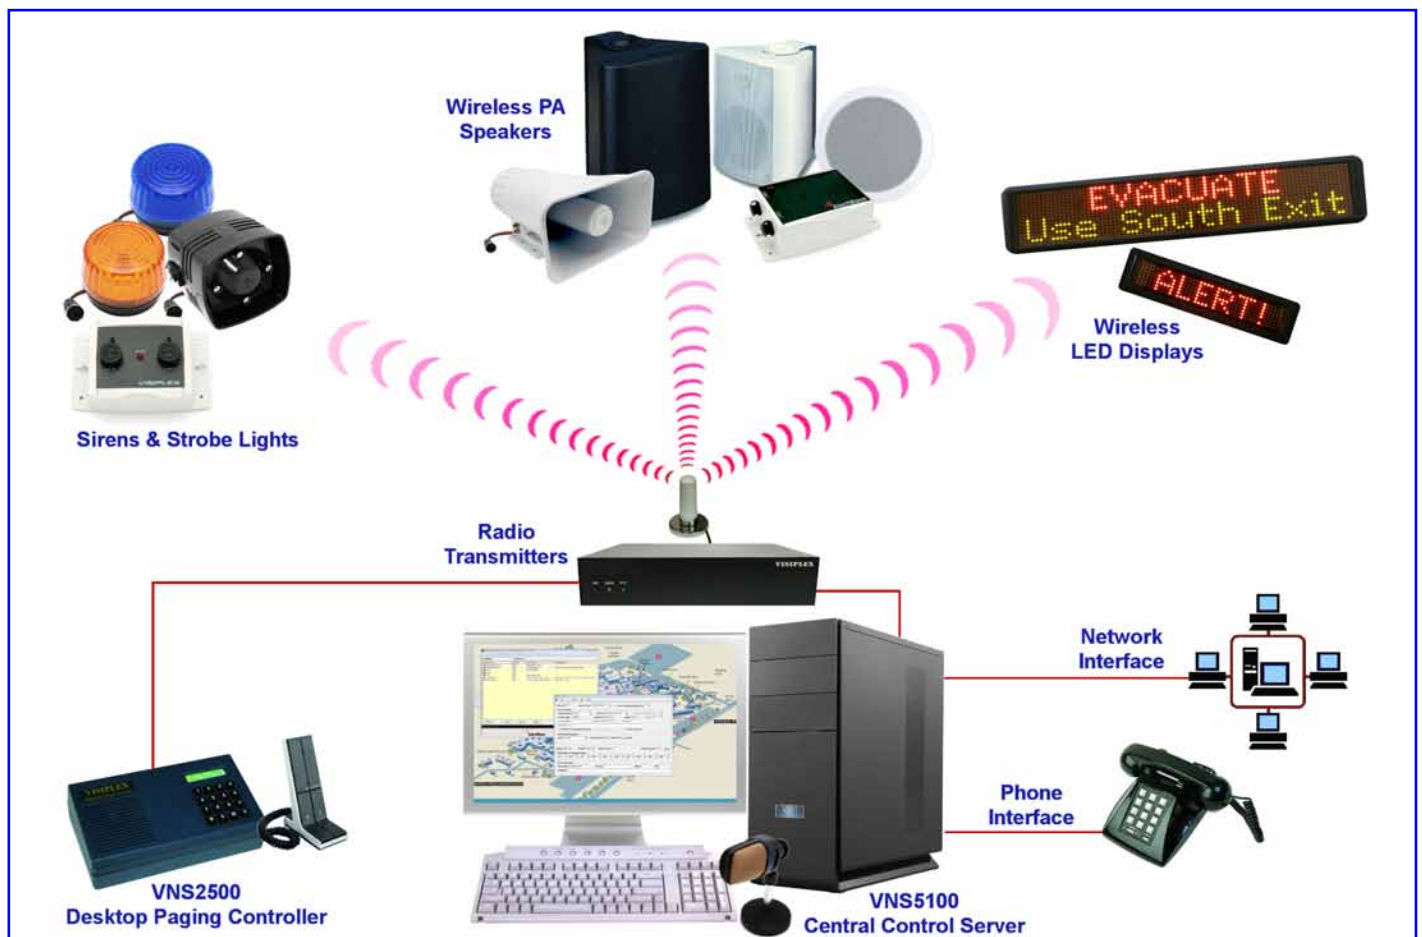 Wireless PA
Speakers
EVACUATE
Use South Exit
ALERT!
Wireless
LED Displays
VISIPLEX
Sirens & Strobe Lights
Radio
Transmitters
VISIPLEX
Network
Interface
VISIPLEX
Phone
Interface
VNS2500
Desktop Paging Controller
VNS5100
Central Control Server